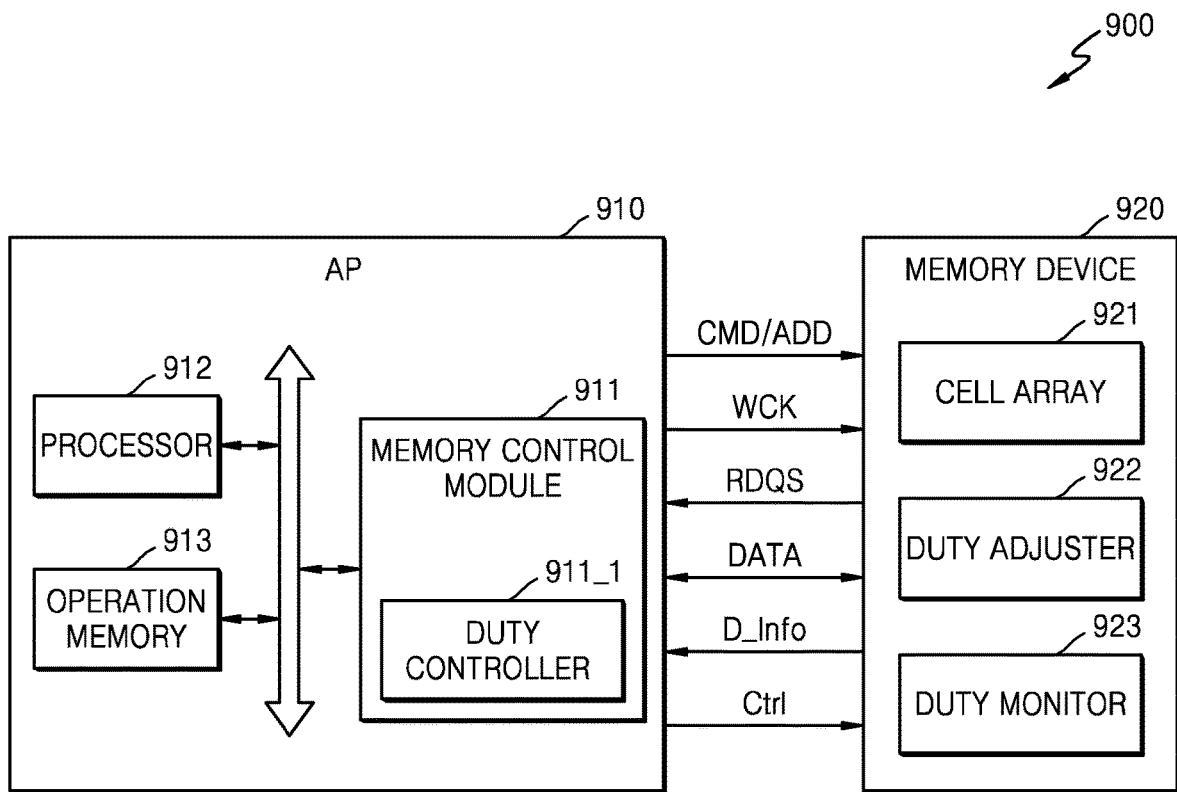 900
910
AP
912
PROCESSOR
913
OPERATION
MEMORY
911
MEMORY CONTROL
MODULE
911_1
DUTY
CONTROLLER
CMD/ADD
WCK
RDQS
DATA
D_Info
Ctrl
920
MEMORY DEVICE
921
CELL ARRAY
922
DUTY ADJUSTER
923
DUTY MONITOR